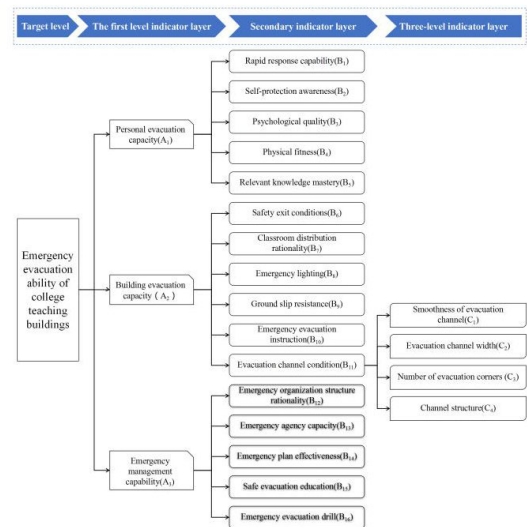 Target level
The first level indicator layer
Secondary indicator layer
Three-level indicator layer
Emergency
evacuation
ability of
college
teaching
buildings
Personal evacuation
capacity(A₁)
Rapid response capability(B₁)
Self-protection awareness(B₂)
Psychological quality(B₃)
Physical fitness(B₄)
Relevant knowledge mastery(B₅)
Building evacuation
capacity ( A₂ )
Safety exit conditions(B₆)
Classroom distribution
rationality(B₇)
Emergency lighting(B₈)
Ground slip resistance(B₉)
Emergency evacuation
instruction(B₁₀)
Evacuation channel condition(B₁₁)
Smoothness of evacuation
channel(C₁)
Evacuation channel width(C₂)
Number of evacuation corners (C₃)
Channel structure(C₄)
Emergency
management
capability(A₃)
Emergency organization structure
rationality(B₁₂)
Emergency agency capacity(B₁₃)
Emergency plan effectiveness(B₁₄)
Safe evacuation education(B₁₅)
Emergency evacuation drill(B₁₆)